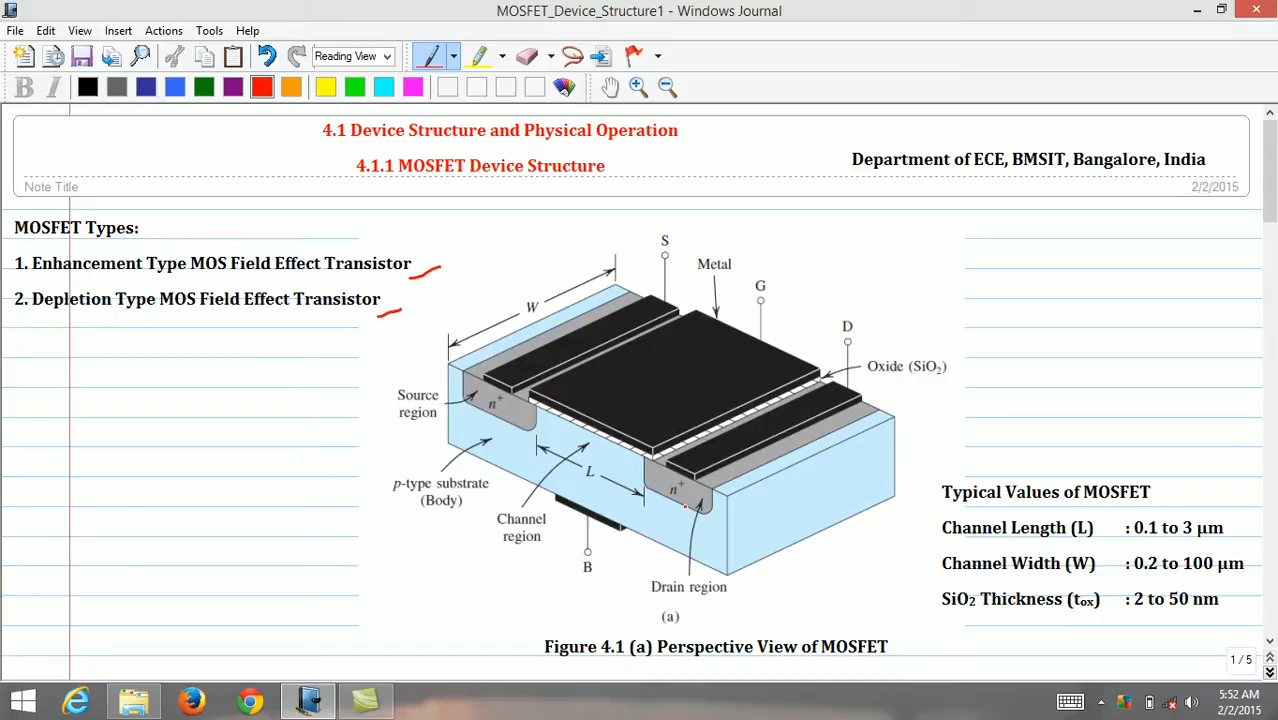 MOSFET_Device_Structure1 - Windows Journal
File Edit View Insert Actions Tools Help
Reading View
B I
4.1 Device Structure and Physical Operation
4.1.1 MOSFET Device Structure
Department of ECE, BMSIT, Bangalore, India
Note Title
2/2/2015
MOSFET Types:
1. Enhancement Type MOS Field Effect Transistor
2. Depletion Type MOS Field Effect Transistor
S
Metal
G
W
D
Oxide (SiO₂)
Source
region
n⁺
L
n⁺
p-type substrate
(Body)
Channel
region
B
Drain region
(a)
Figure 4.1 (a) Perspective View of MOSFET
Typical Values of MOSFET
Channel Length (L) : 0.1 to 3 µm
Channel Width (W) : 0.2 to 100 µm
SiO₂ Thickness (tₒₓ) : 2 to 50 nm
1 / 5
5:52 AM
2/2/2015